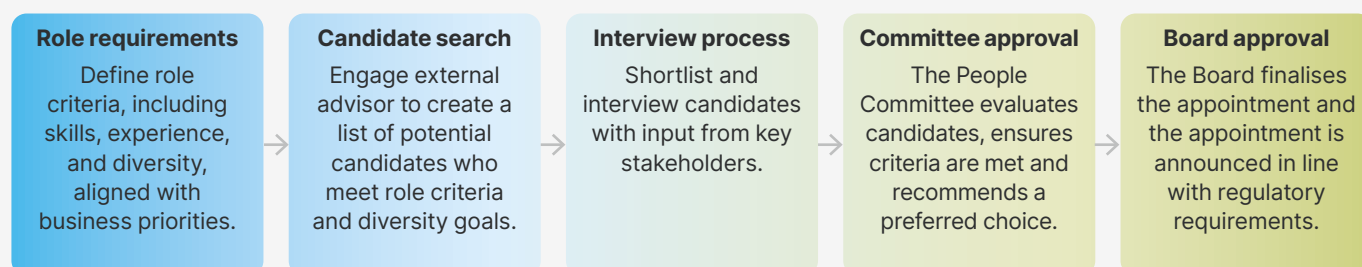 Role requirements
Define role
criteria, including
skills, experience,
and diversity,
aligned with
business priorities.
Candidate search
Engage external
advisor to create a
list of potential
candidates who
meet role criteria
and diversity goals.
Interview process
Shortlist and
interview candidates
with input from key
stakeholders.
Committee approval
The People
Committee evaluates
candidates, ensures
criteria are met and
recommends a
preferred choice.
Board approval
The Board finalises
the appointment and
the appointment is
announced in line
with regulatory
requirements.